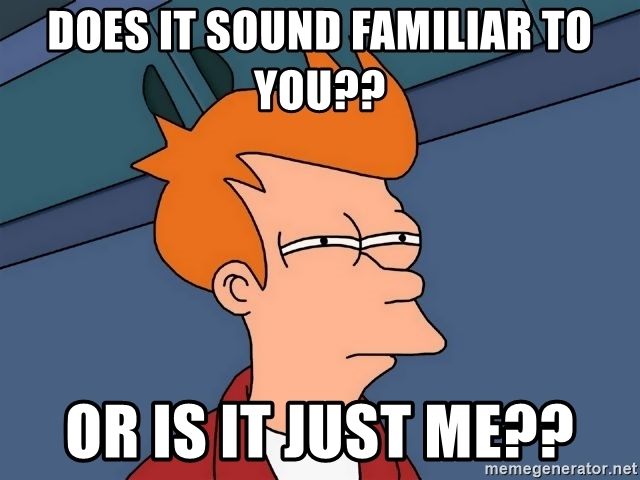 DOES IT SOUND FAMILIAR TO
YOU??
OR IS IT JUST ME??
memegenerator.net